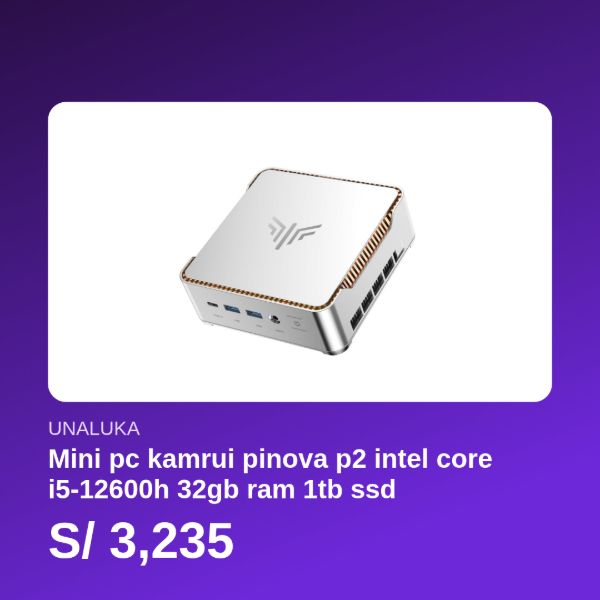 UNALUKA
Mini pc kamrui pinova p2 intel core
i5-12600h 32gb ram 1tb ssd
S/ 3,235